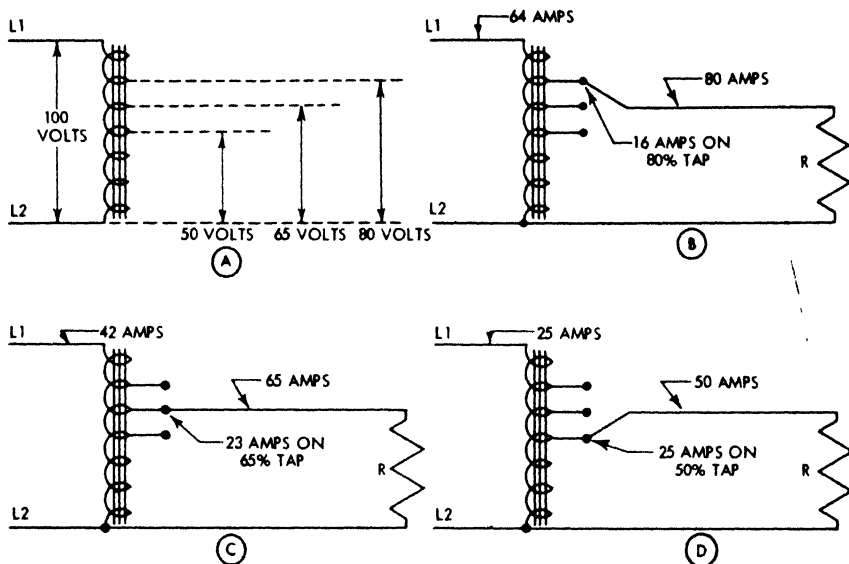 L1
100
VOLTS
L2
50 VOLTS
65 VOLTS
80 VOLTS
A
L1
64 AMPS
80 AMPS
16 AMPS ON
80% TAP
R
L2
B
L1
42 AMPS
65 AMPS
23 AMPS ON
65% TAP
R
L2
C
L1
25 AMPS
50 AMPS
25 AMPS ON
50% TAP
R
L2
D